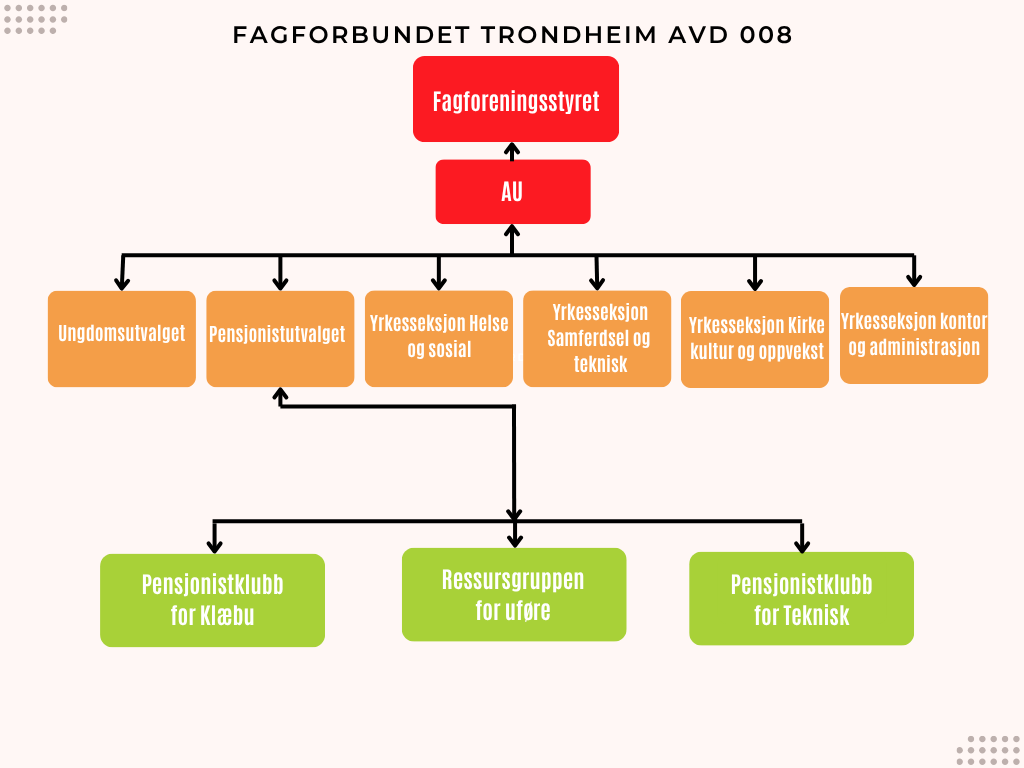 FAGFORBUNDET TRONDHEIM AVD 008
Fagforeningsstyret
AU
Ungdomsutvalget
Pensjonistutvalget
Yrkesseksjon Helse
og sosial
Yrkesseksjon
Samferdsel og
teknisk
Yrkesseksjon Kirke
kultur og oppvekst
Yrkesseksjon kontor
og administrasjon
Pensjonistklubb
for Klæbu
Ressursgruppen
for uføre
Pensjonistklubb
for Teknisk